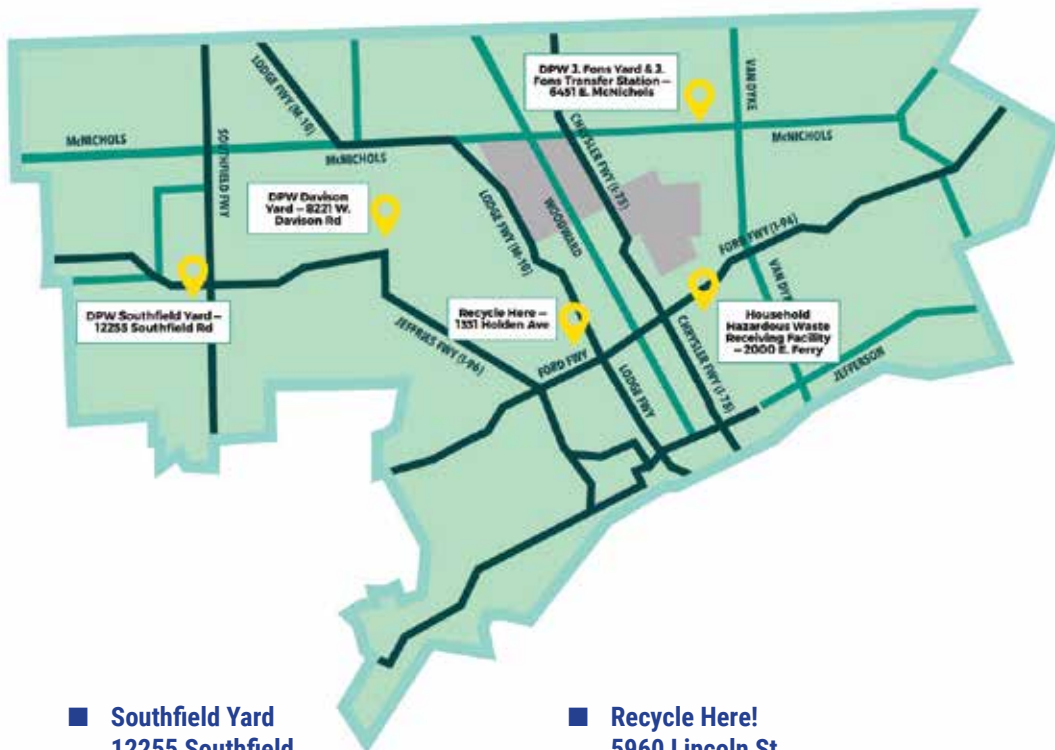 LODGE FWY (M-10)
DPW J. Fons Yard & J.
Fons Transfer Station –
6451 E. McNichols
VAN DYKE
McNICHOLS
SOUTHFIELD FWY
McNICHOLS
CHRYSLER FWY (I-75)
McNICHOLS
DPW Davison
Yard – 8221 W.
Davison Rd
LODGE FWY (M-10)
WOODWARD
FORD FWY (I-94)
VAN DYKE
DPW Southfield Yard –
12255 Southfield Rd
Recycle Here –
1331 Holden Ave
Household
Hazardous Waste
Receiving Facility
– 2000 E. Ferry
JEFFRIES FWY (I-96)
FORD FWY
LODGE FWY
CHRYSLER FWY (I-75)
JEFFERSON
■ Southfield Yard
12255 Southfield
■ Recycle Here!
5960 Lincoln St